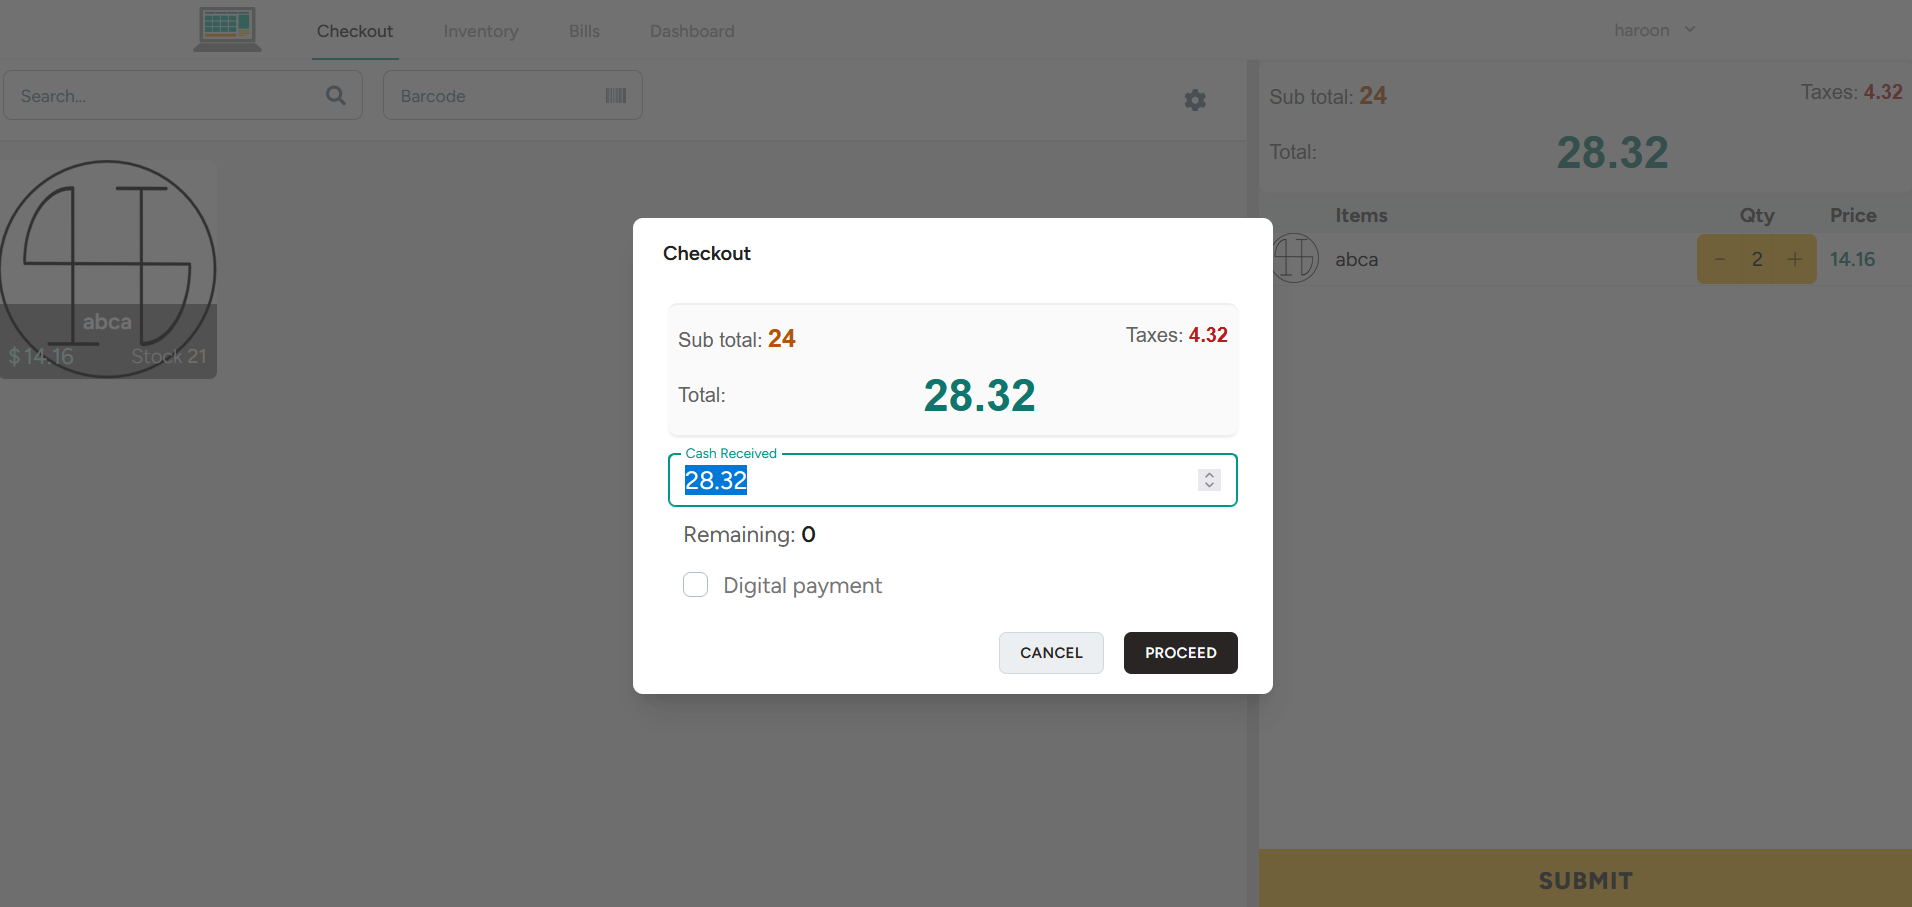 Checkout
Inventory
Bills
Dashboard
haroon
Search...
Barcode
Sub total: 24
Taxes: 4.32
Total:
28.32
Items
Qty
Price
abca
2
14.16
abca
$ 14.16
Stock 21
Checkout
Sub total: 24
Taxes: 4.32
Total:
28.32
Cash Received
28.32
Remaining: 0
Digital payment
CANCEL
PROCEED
SUBMIT